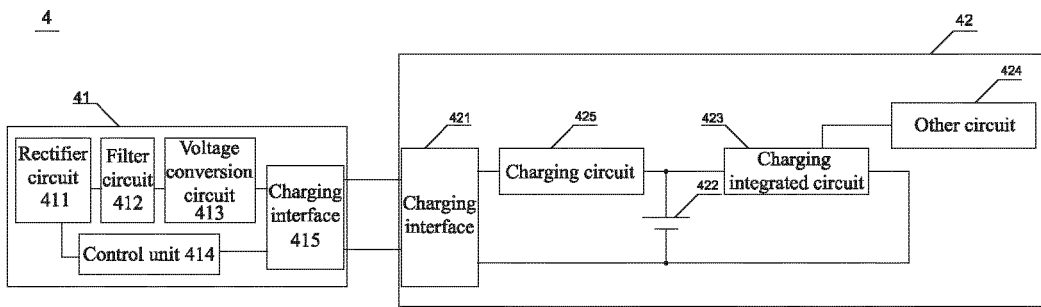 4
42
424
Other circuit
41
421
425
423
Rectifier
circuit
411
Filter
circuit
412
Voltage
conversion
circuit
413
Charging
interface
415
Control unit 414
Charging
interface
Charging circuit
422
Charging
integrated circuit